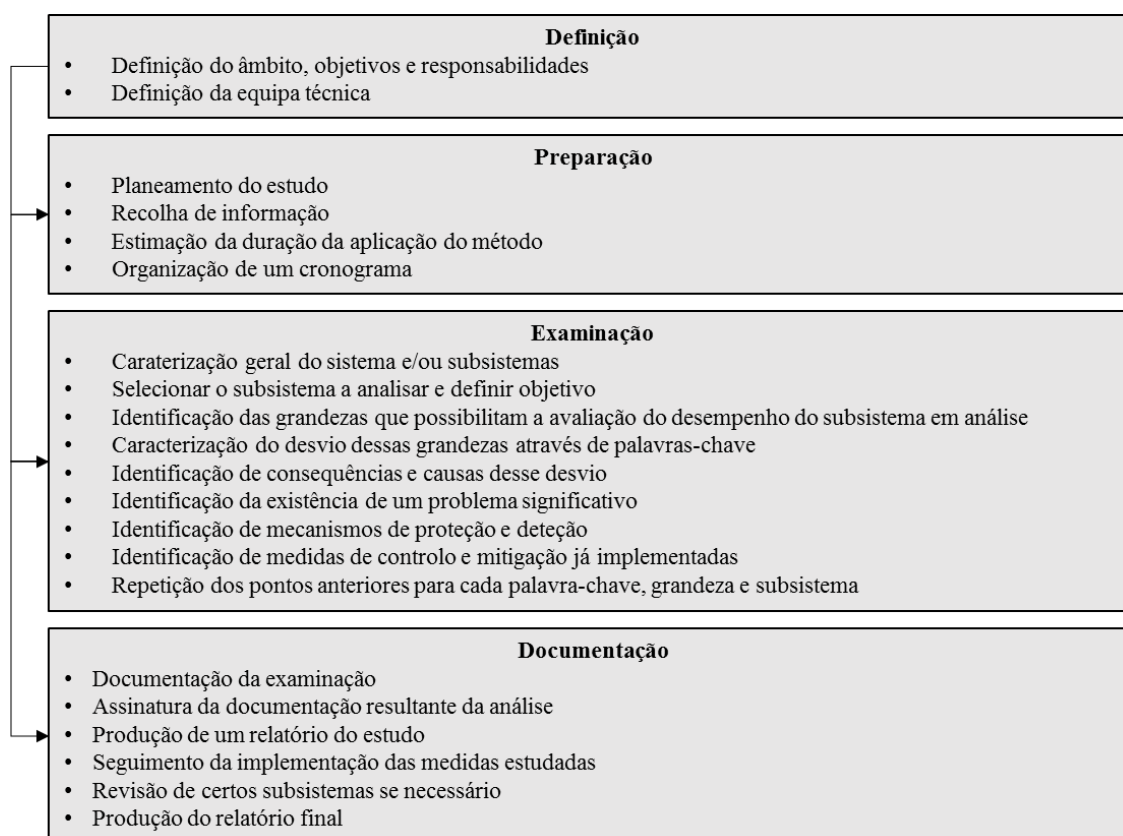 Definição
• Definição do âmbito, objetivos e responsabilidades
• Definição da equipa técnica
Preparação
• Planeamento do estudo
• Recolha de informação
• Estimação da duração da aplicação do método
• Organização de um cronograma
Examinação
• Caraterização geral do sistema e/ou subsistemas
• Selecionar o subsistema a analisar e definir objetivo
• Identificação das grandezas que possibilitam a avaliação do desempenho do subsistema em análise
• Caracterização do desvio dessas grandezas através de palavras-chave
• Identificação de consequências e causas desse desvio
• Identificação da existência de um problema significativo
• Identificação de mecanismos de proteção e deteção
• Identificação de medidas de controlo e mitigação já implementadas
• Repetição dos pontos anteriores para cada palavra-chave, grandeza e subsistema
Documentação
• Documentação da examinação
• Assinatura da documentação resultante da análise
• Produção de um relatório do estudo
• Seguimento da implementação das medidas estudadas
• Revisão de certos subsistemas se necessário
• Produção do relatório final